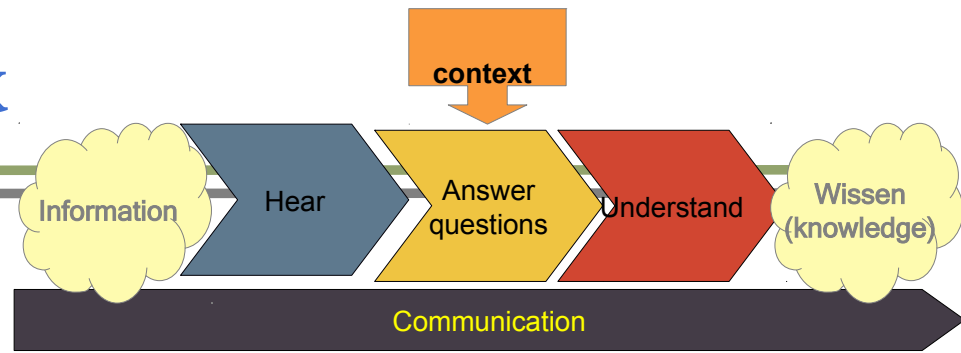 context
Information
Hear
Answer
questions
Understand
Wissen
(knowledge)
Communication